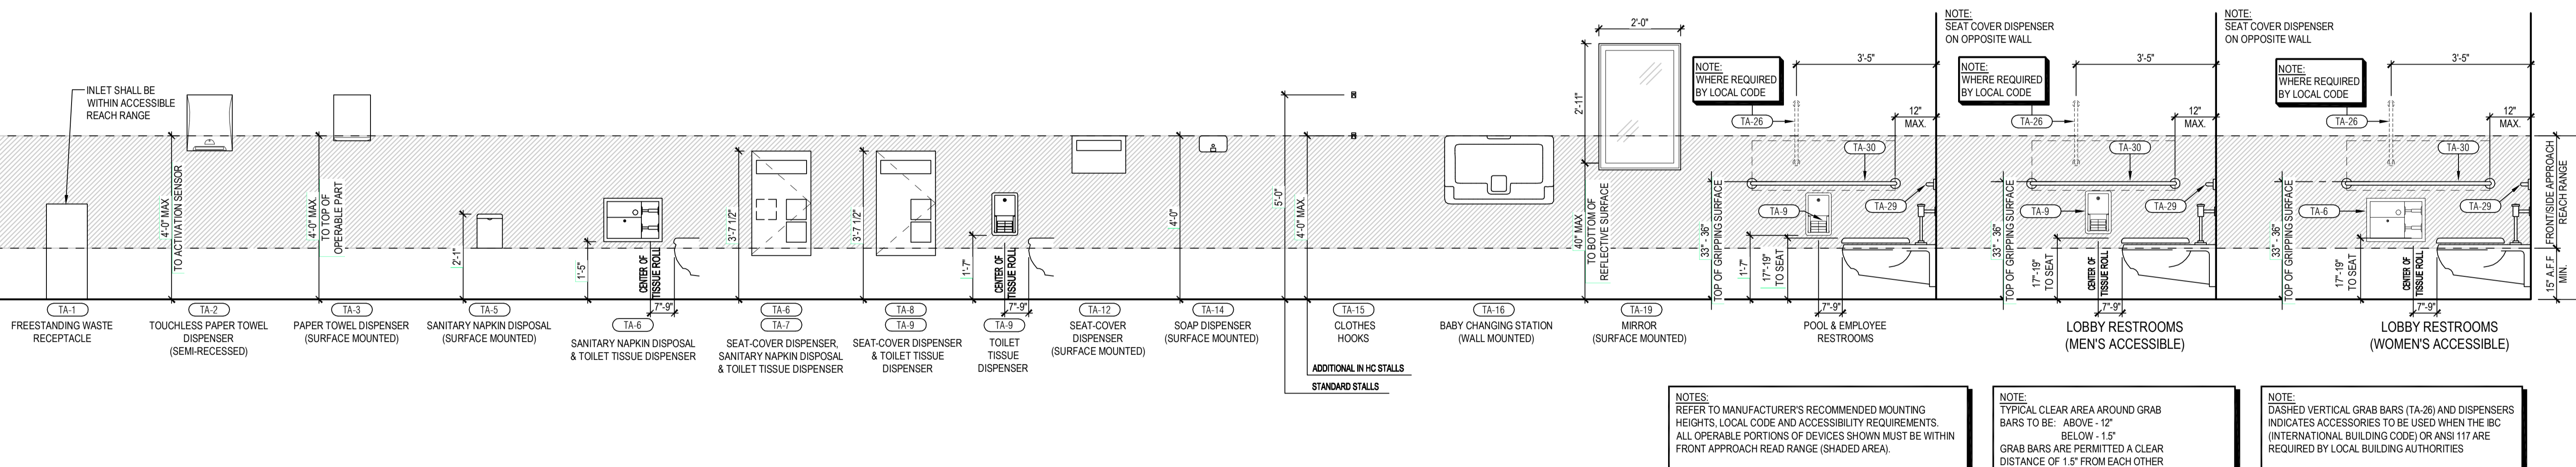 INLET SHALL BE
WITHIN ACCESSIBLE
REACH RANGE
TA-1
FREESTANDING WASTE
RECEPTACLE
4'-0" MAX
TO ACTIVATION SENSOR
TA-2
TOUCHLESS PAPER TOWEL
DISPENSER
(SEMI-RECESSED)
4'-0" MAX.
TO TOP OF
OPERABLE PART
TA-3
PAPER TOWEL DISPENSER
(SURFACE MOUNTED)
2'-1"
TA-5
SANITARY NAPKIN DISPOSAL
(SURFACE MOUNTED)
1'-5"
CENTER OF
TISSUE ROLL
7"-9"
TA-6
SANITARY NAPKIN DISPOSAL
& TOILET TISSUE DISPENSER
3'-7 1/2"
TA-6
TA-7
SEAT-COVER DISPENSER,
SANITARY NAPKIN DISPOSAL
& TOILET TISSUE DISPENSER
3'-7 1/2"
TA-8
TA-9
SEAT-COVER DISPENSER
& TOILET TISSUE
DISPENSER
1'-7"
CENTER OF
TISSUE ROLL
7"-9"
TA-9
TOILET
TISSUE
DISPENSER
TA-12
SEAT-COVER
DISPENSER
(SURFACE MOUNTED)
4'-0"
TA-14
SOAP DISPENSER
(SURFACE MOUNTED)
5'-0"
4'-0" MAX.
TA-15
CLOTHES
HOOKS
ADDITIONAL IN HC STALLS
STANDARD STALLS
TA-16
BABY CHANGING STATION
(WALL MOUNTED)
2'-0"
2'-11"
40" MAX
TO BOTTOM OF
REFLECTIVE SURFACE
TA-19
MIRROR
(SURFACE MOUNTED)
NOTE:
WHERE REQUIRED
BY LOCAL CODE
3'-5"
12"
MAX.
TA-26
TA-30
TA-9
TA-29
33" - 36"
TOP OF GRIPPING SURFACE
1'-7"
17"-19"
TO SEAT
CENTER OF
TISSUE ROLL
7"-9"
POOL & EMPLOYEE
RESTROOMS
NOTE:
SEAT COVER DISPENSER
ON OPPOSITE WALL
NOTE:
WHERE REQUIRED
BY LOCAL CODE
3'-5"
12"
MAX.
TA-26
TA-30
TA-9
TA-29
33" - 36"
TOP OF GRIPPING SURFACE
17"-19"
TO SEAT
CENTER OF
TISSUE ROLL
7"-9"
LOBBY RESTROOMS
(MEN'S ACCESSIBLE)
NOTE:
SEAT COVER DISPENSER
ON OPPOSITE WALL
NOTE:
WHERE REQUIRED
BY LOCAL CODE
3'-5"
12"
MAX.
TA-26
TA-30
TA-6
TA-29
33" - 36"
TOP OF GRIPPING SURFACE
17"-19"
TO SEAT
CENTER OF
TISSUE ROLL
7"-9"
LOBBY RESTROOMS
(WOMEN'S ACCESSIBLE)
FRONT/SIDE APPROACH
REACH RANGE
15" A.F.F
MIN.
NOTES:
REFER TO MANUFACTURER'S RECOMMENDED MOUNTING
HEIGHTS, LOCAL CODE AND ACCESSIBILITY REQUIREMENTS.
ALL OPERABLE PORTIONS OF DEVICES SHOWN MUST BE WITHIN
FRONT APPROACH READ RANGE (SHADED AREA).
NOTE:
TYPICAL CLEAR AREA AROUND GRAB
BARS TO BE: ABOVE - 12"
BELOW - 1.5"
GRAB BARS ARE PERMITTED A CLEAR
DISTANCE OF 1.5" FROM EACH OTHER
NOTE:
DASHED VERTICAL GRAB BARS (TA-26) AND DISPENSERS
INDICATES ACCESSORIES TO BE USED WHEN THE IBC
(INTERNATIONAL BUILDING CODE) OR ANSI 117 ARE
REQUIRED BY LOCAL BUILDING AUTHORITIES